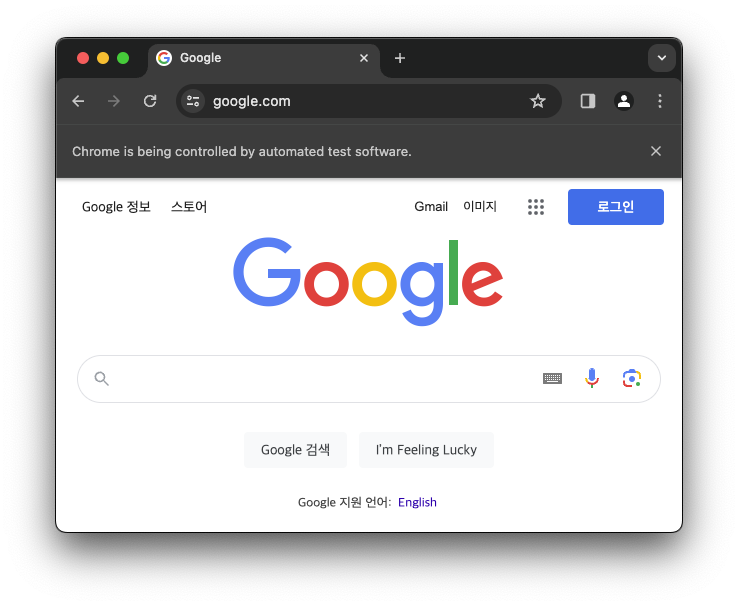 Google
google.com
Chrome is being controlled by automated test software.
Google 정보 스토어 Gmail 이미지 로그인
Google
Google 검색 I'm Feeling Lucky
Google 지원 언어: English